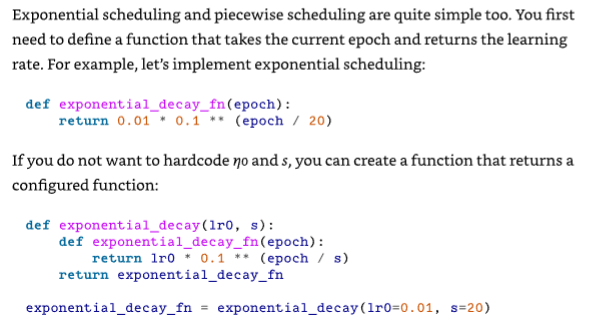 Exponential scheduling and piecewise scheduling are quite simple too. You first
need to define a function that takes the current epoch and returns the learning
rate. For example, let’s implement exponential scheduling:
def exponential_decay_fn(epoch):
    return 0.01 * 0.1 ** (epoch / 20)
If you do not want to hardcode η0 and s, you can create a function that returns a
configured function:
def exponential_decay(lr0, s):
    def exponential_decay_fn(epoch):
        return lr0 * 0.1 ** (epoch / s)
    return exponential_decay_fn
exponential_decay_fn = exponential_decay(lr0=0.01, s=20)